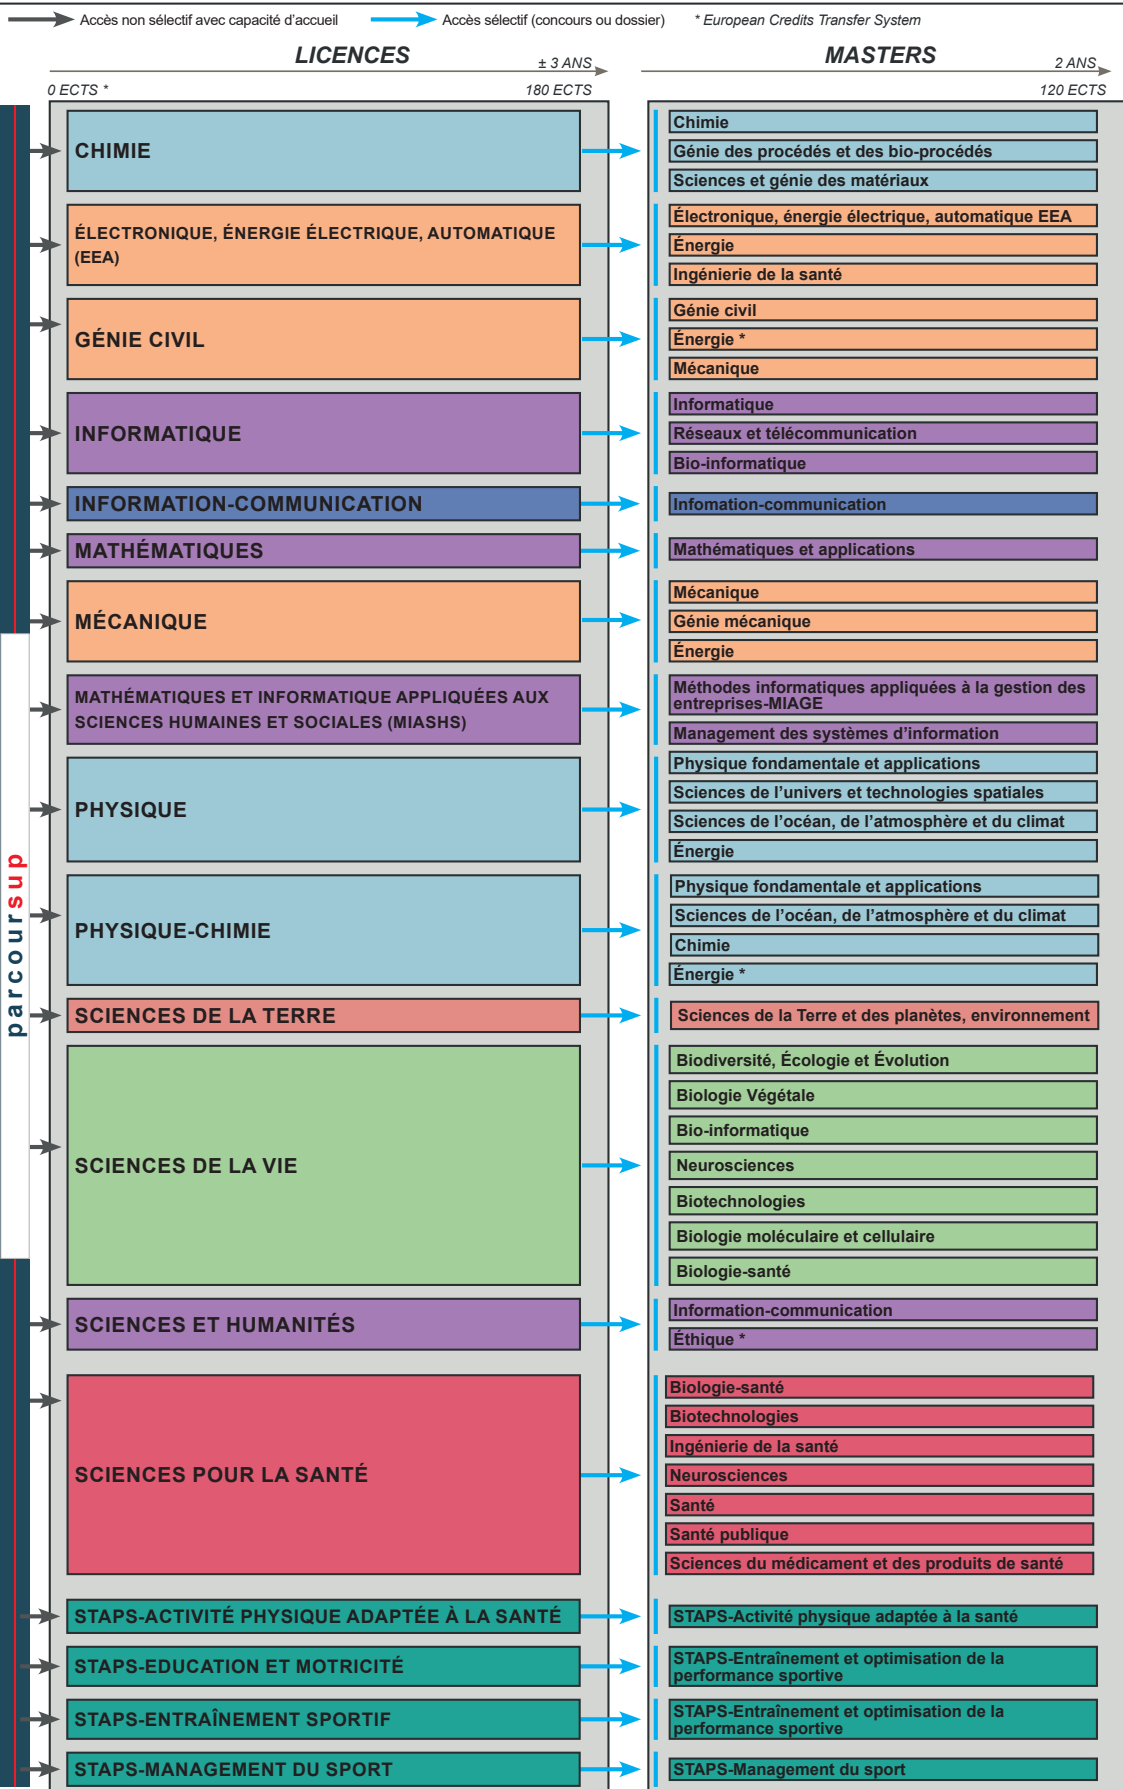 Accès non sélectif avec capacité d’accueil
Accès sélectif (concours ou dossier)
* European Credits Transfer System
LICENCES
± 3 ANS
MASTERS
2 ANS
0 ECTS *
180 ECTS
120 ECTS
parcoursup
CHIMIE
Chimie
Génie des procédés et des bio-procédés
Sciences et génie des matériaux
ÉLECTRONIQUE, ÉNERGIE ÉLECTRIQUE, AUTOMATIQUE
(EEA)
Électronique, énergie électrique, automatique EEA
Énergie
Ingénierie de la santé
GÉNIE CIVIL
Génie civil
Énergie *
Mécanique
INFORMATIQUE
Informatique
Réseaux et télécommunication
Bio-informatique
INFORMATION-COMMUNICATION
Infomation-communication
MATHÉMATIQUES
Mathématiques et applications
MÉCANIQUE
Mécanique
Génie mécanique
Énergie
MATHÉMATIQUES ET INFORMATIQUE APPLIQUÉES AUX
SCIENCES HUMAINES ET SOCIALES (MIASHS)
Méthodes informatiques appliquées à la gestion des
entreprises-MIAGE
Management des systèmes d’information
PHYSIQUE
Physique fondamentale et applications
Sciences de l’univers et technologies spatiales
Sciences de l’océan, de l’atmosphère et du climat
Énergie
PHYSIQUE-CHIMIE
Physique fondamentale et applications
Sciences de l’océan, de l’atmosphère et du climat
Chimie
Énergie *
SCIENCES DE LA TERRE
Sciences de la Terre et des planètes, environnement
SCIENCES DE LA VIE
Biodiversité, Écologie et Évolution
Biologie Végétale
Bio-informatique
Neurosciences
Biotechnologies
Biologie moléculaire et cellulaire
Biologie-santé
SCIENCES ET HUMANITÉS
Information-communication
Éthique *
SCIENCES POUR LA SANTÉ
Biologie-santé
Biotechnologies
Ingénierie de la santé
Neurosciences
Santé
Santé publique
Sciences du médicament et des produits de santé
STAPS-ACTIVITÉ PHYSIQUE ADAPTÉE À LA SANTÉ
STAPS-Activité physique adaptée à la santé
STAPS-EDUCATION ET MOTRICITÉ
STAPS-Entraînement et optimisation de la
performance sportive
STAPS-ENTRAÎNEMENT SPORTIF
STAPS-Entraînement et optimisation de la
performance sportive
STAPS-MANAGEMENT DU SPORT
STAPS-Management du sport